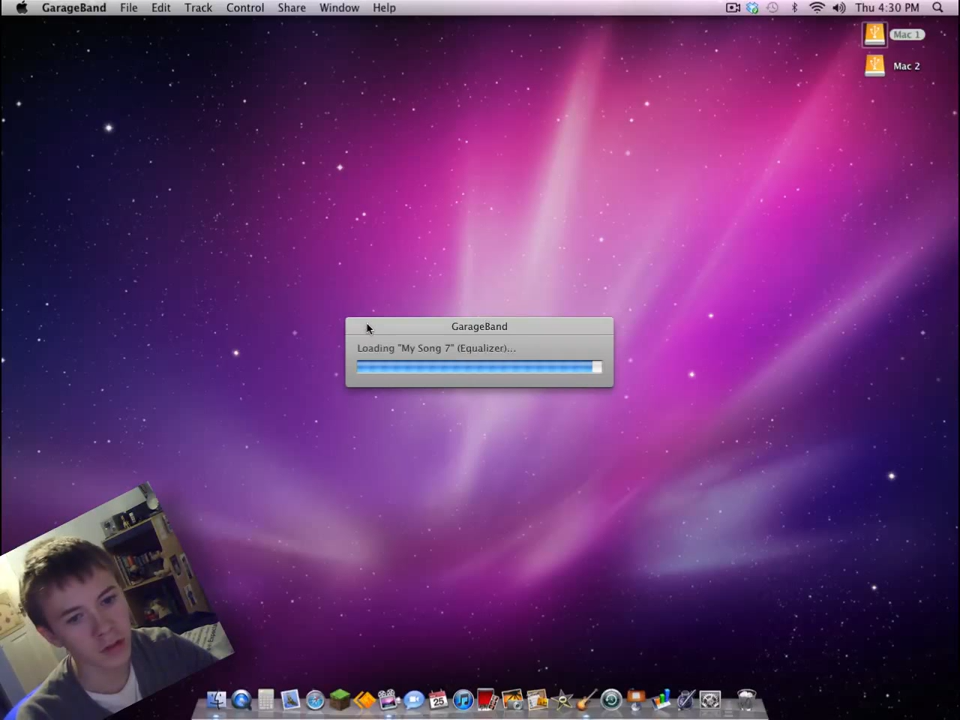 GarageBand File Edit Track Control Share Window Help Thu 4:30 PM
Mac 1
Mac 2
GarageBand
Loading "My Song 7" (Equalizer)...
25